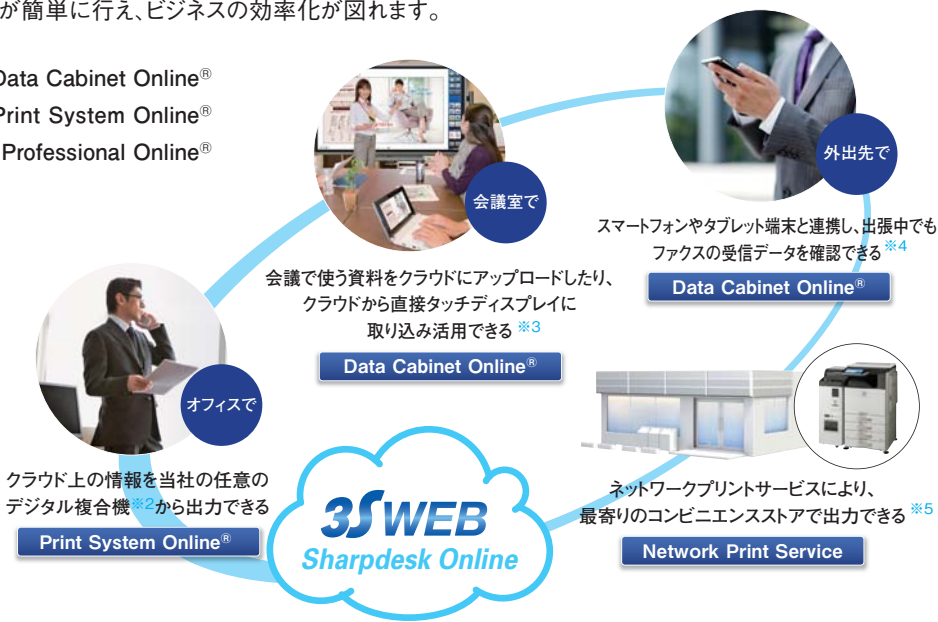 が簡単に行え、ビジネスの効率化が図れます。
Data Cabinet Online®
Print System Online®
Professional Online®
会議室で
外出先で
スマートフォンやタブレット端末と連携し、出張中でも
ファクスの受信データを確認できる※4
Data Cabinet Online®
会議で使う資料をクラウドにアップロードしたり、
クラウドから直接タッチディスプレイに
取り込み活用できる※3
Data Cabinet Online®
オフィスで
クラウド上の情報を当社の任意の
デジタル複合機※2から出力できる
Print System Online®
3S WEB
Sharpdesk Online
ネットワークプリントサービスにより、
最寄りのコンビニエンスストアで出力できる※5
Network Print Service